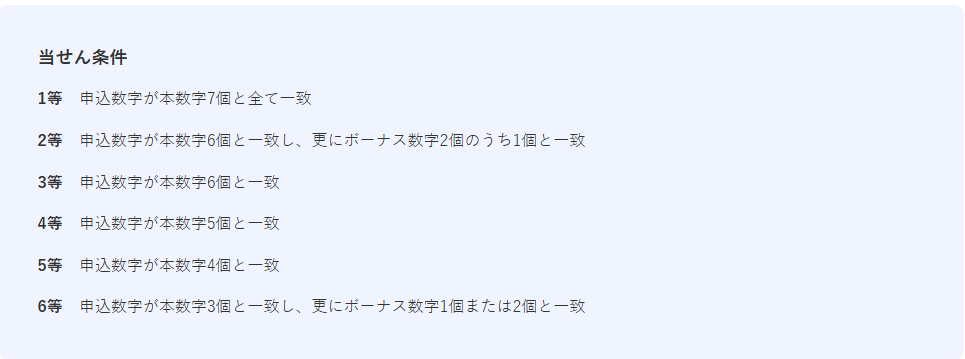 当せん条件
1等 申込数字が本数字7個と全て一致
2等 申込数字が本数字6個と一致し、更にボーナス数字2個のうち1個と一致
3等 申込数字が本数字6個と一致
4等 申込数字が本数字5個と一致
5等 申込数字が本数字4個と一致
6等 申込数字が本数字3個と一致し、更にボーナス数字1個または2個と一致